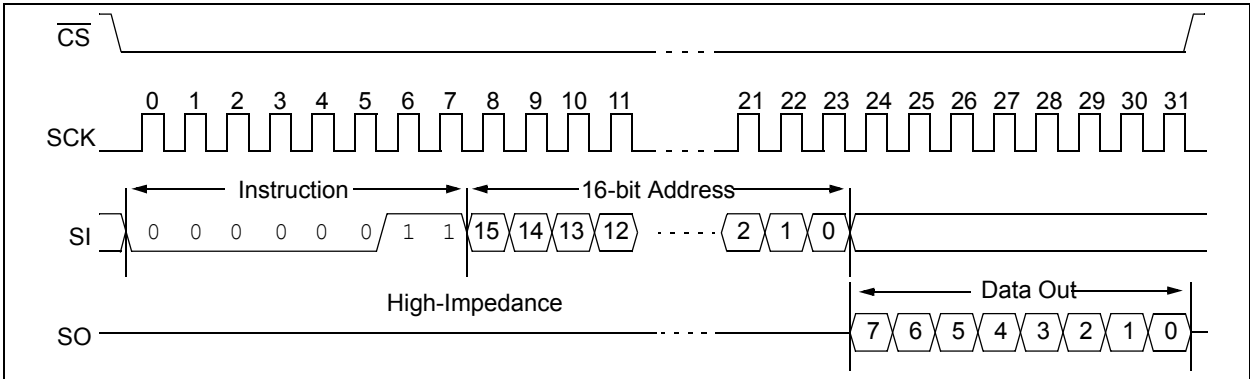 CS
0 1 2 3 4 5 6 7 8 9 10 11 21 22 23 24 25 26 27 28 29 30 31
SCK
Instruction 16-bit Address
SI 0 0 0 0 0 0 1 1 15 14 13 12 2 1 0
High-Impedance Data Out
SO 7 6 5 4 3 2 1 0